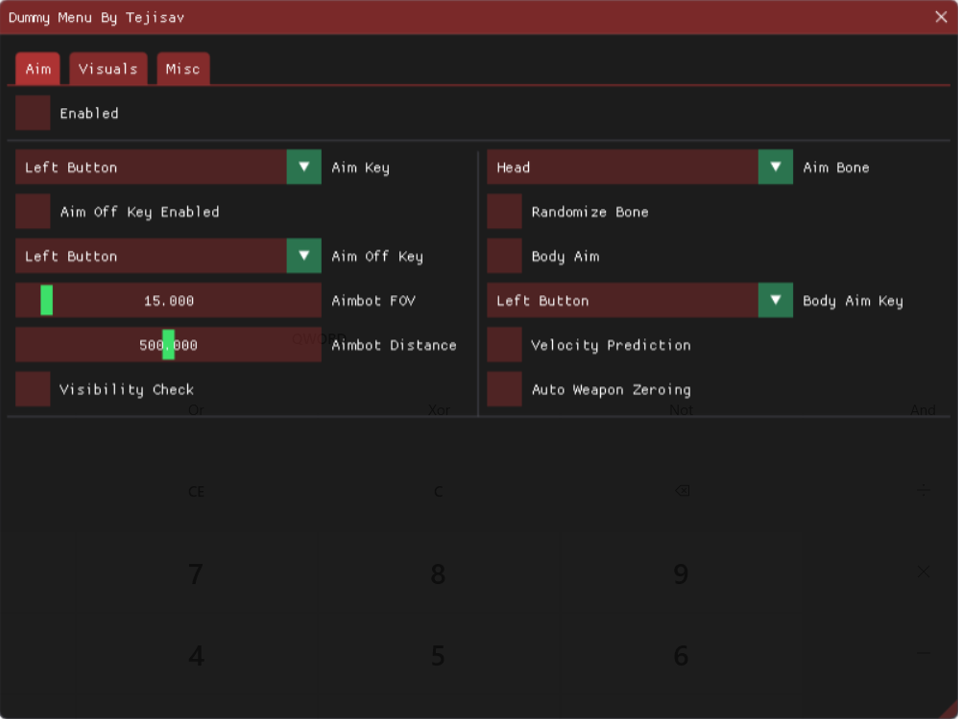 Dummy Menu By Tejisav
Aim Visuals Misc
Enabled
Left Button Aim Key
Aim Off Key Enabled
Left Button Aim Off Key
15.000 Aimbot FOV
500.000 Aimbot Distance
Visibility Check
Head Aim Bone
Randomize Bone
Body Aim
Left Button Body Aim Key
Velocity Prediction
Auto Weapon Zeroing
QWORD
Or Xor Not And
CE C ÷
7 8 9 ×
4 5 6 −